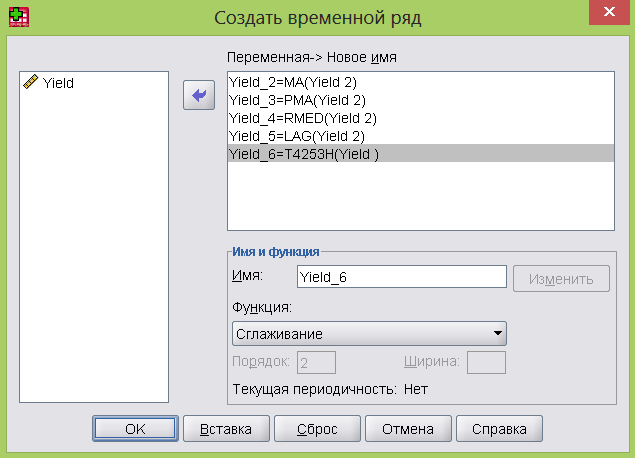 Создать временной ряд
Переменная-> Новое имя
Yield
Yield_2=MA(Yield 2)
Yield_3=PMA(Yield 2)
Yield_4=RMED(Yield 2)
Yield_5=LAG(Yield 2)
Yield_6=T4253H(Yield )
Имя и функция
Имя: Yield_6 Изменить
Функция:
Сглаживание
Порядок: 2 Ширина:
Текущая периодичность: Нет
OK Вставка Сброс Отмена Справка